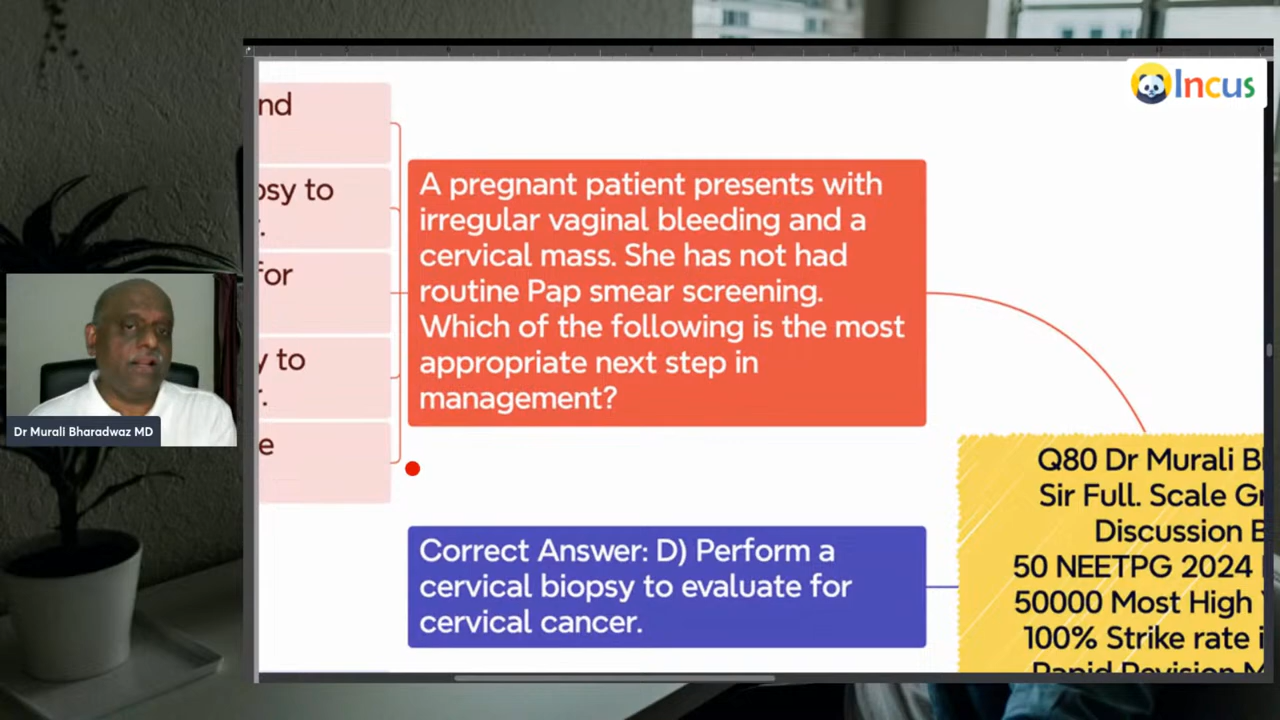 Incus
nd
psy to
.
for
y to
r.
e
A pregnant patient presents with
irregular vaginal bleeding and a
cervical mass. She has not had
routine Pap smear screening.
Which of the following is the most
appropriate next step in
management?
Correct Answer: D) Perform a
cervical biopsy to evaluate for
cervical cancer.
Q80 Dr Murali
Sir Full. Scale
Discussion
50 NEETPG 2024
50000 Most High
100% Strike rate
Rapid Revision
Dr Murali Bharadwaz MD